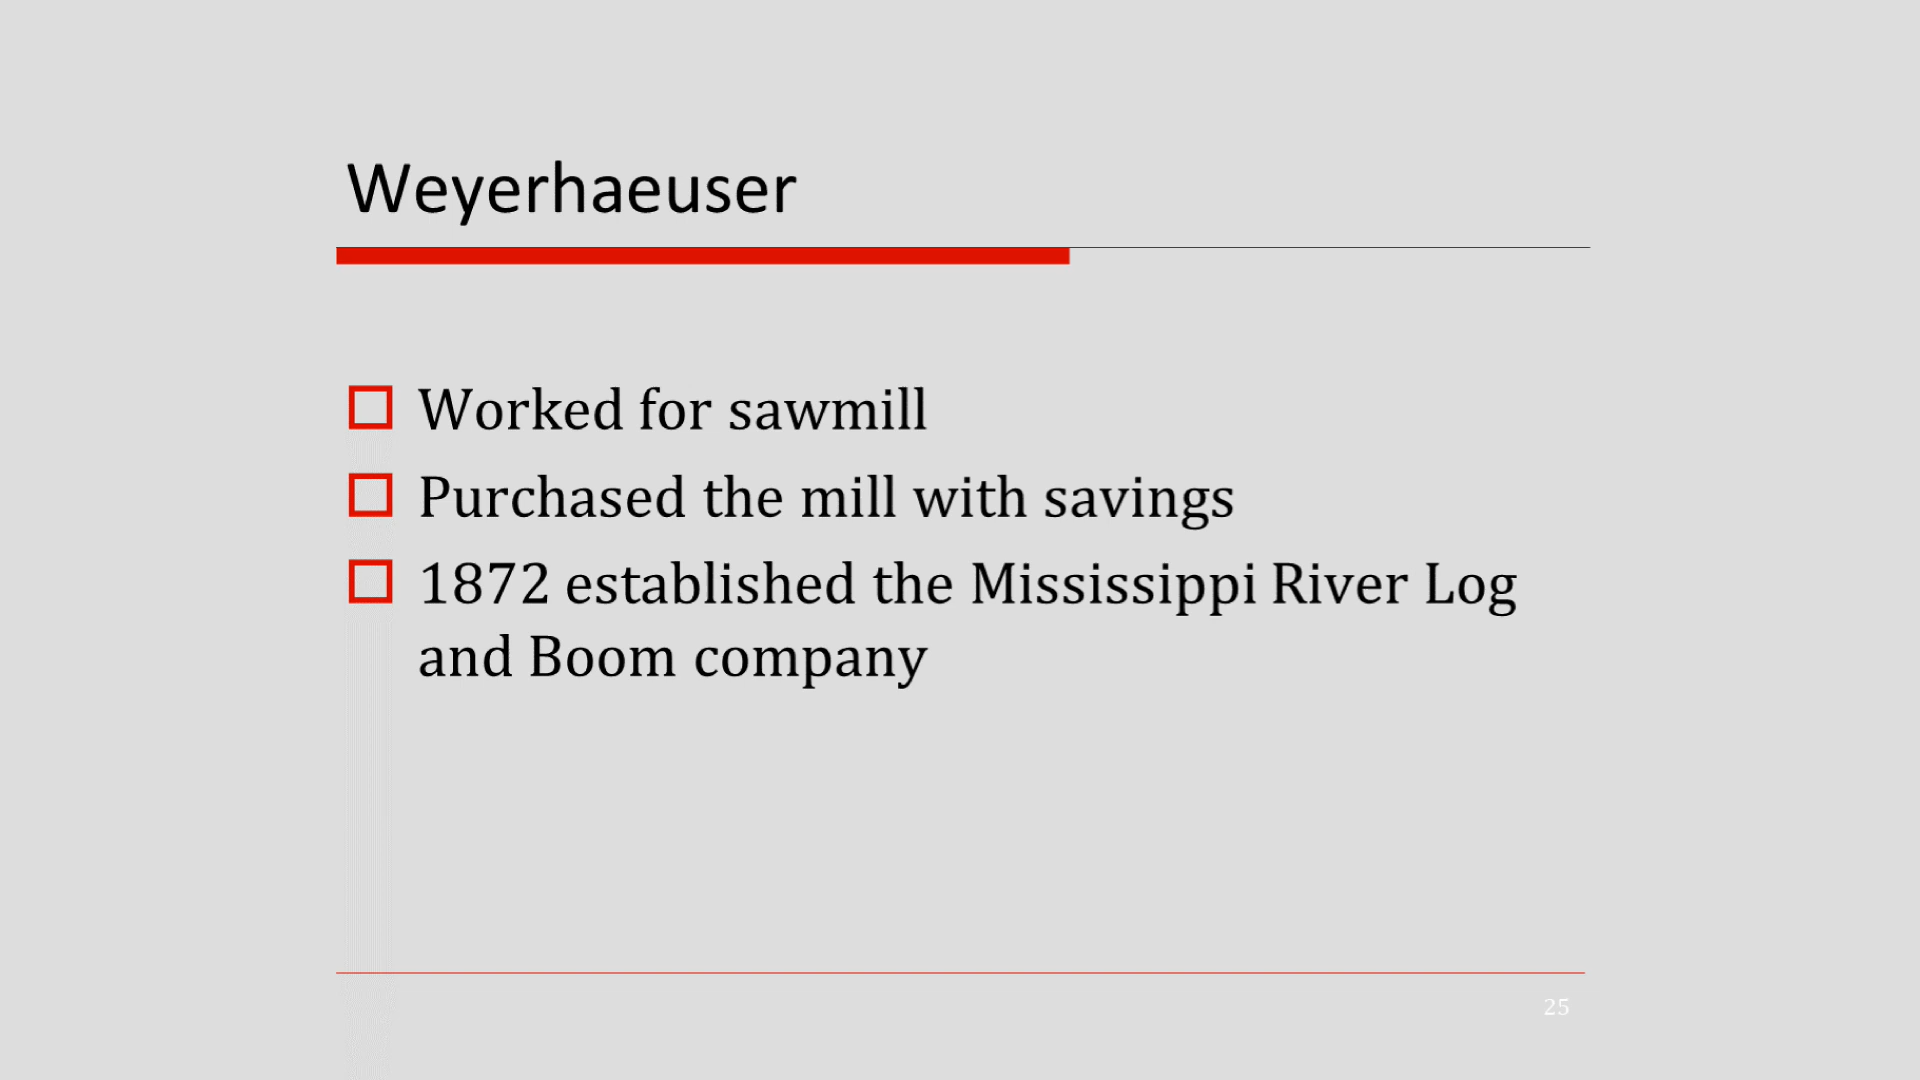 Weyerhaeuser
Worked for sawmill
Purchased the mill with savings
1872 established the Mississippi River Log
and Boom company
25